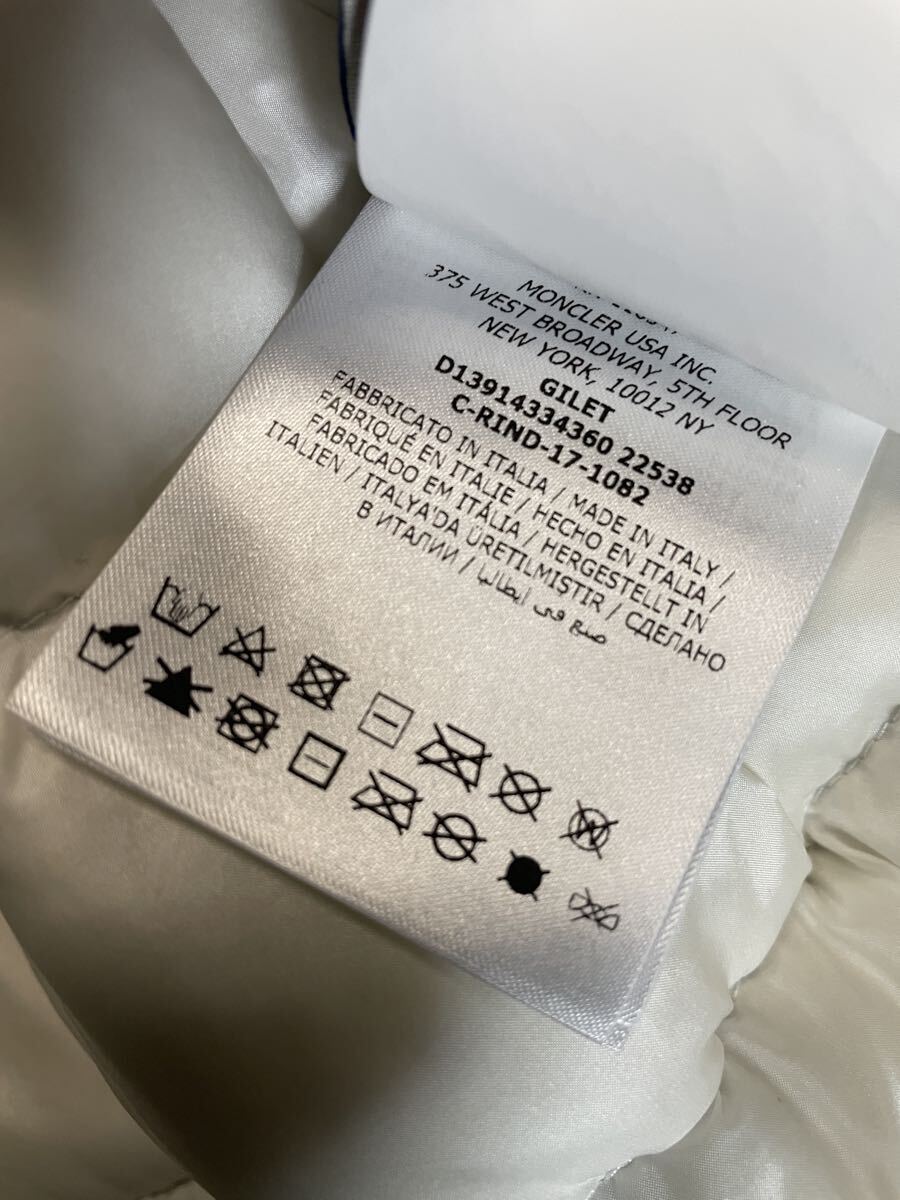 MONCLER USA INC.
375 WEST BROADWAY, 5TH FLOOR
NEW YORK, 10012 NY
GILET
D13914334360 22538
C-RIND-17-1082
FABBRICATO IN ITALIA / MADE IN ITALY /
FABRIQUÉ EN ITALIE / HECHO EN ITALIA /
FABRICADO EM ITÁLIA / HERGESTELLT IN
ITALIEN / ITALYA'DA ÜRETILMISTIR / СДЕЛАНО
В ИТАЛИИ / صنع في إيطاليا
W